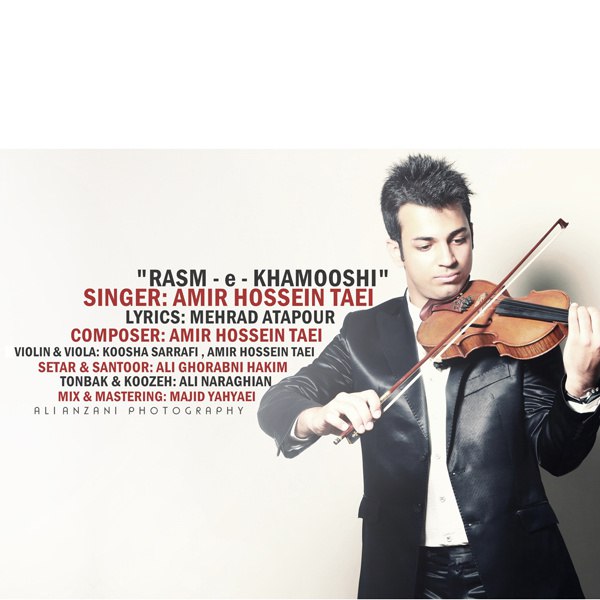 "RASM - e - KHAMOOSHI"
SINGER: AMIR HOSSEIN TAEI
LYRICS: MEHRAD ATAPOUR
COMPOSER: AMIR HOSSEIN TAEI
VIOLIN & VIOLA: KOOSHA SARRAFI , AMIR HOSSEIN TAEI
SETAR & SANTOOR: ALI GHORABNI HAKIM
TONBAK & KOOZEH: ALI NARAGHIAN
MIX & MASTERING: MAJID YAHYAEI
ALI ANZANI PHOTOGRAPHY